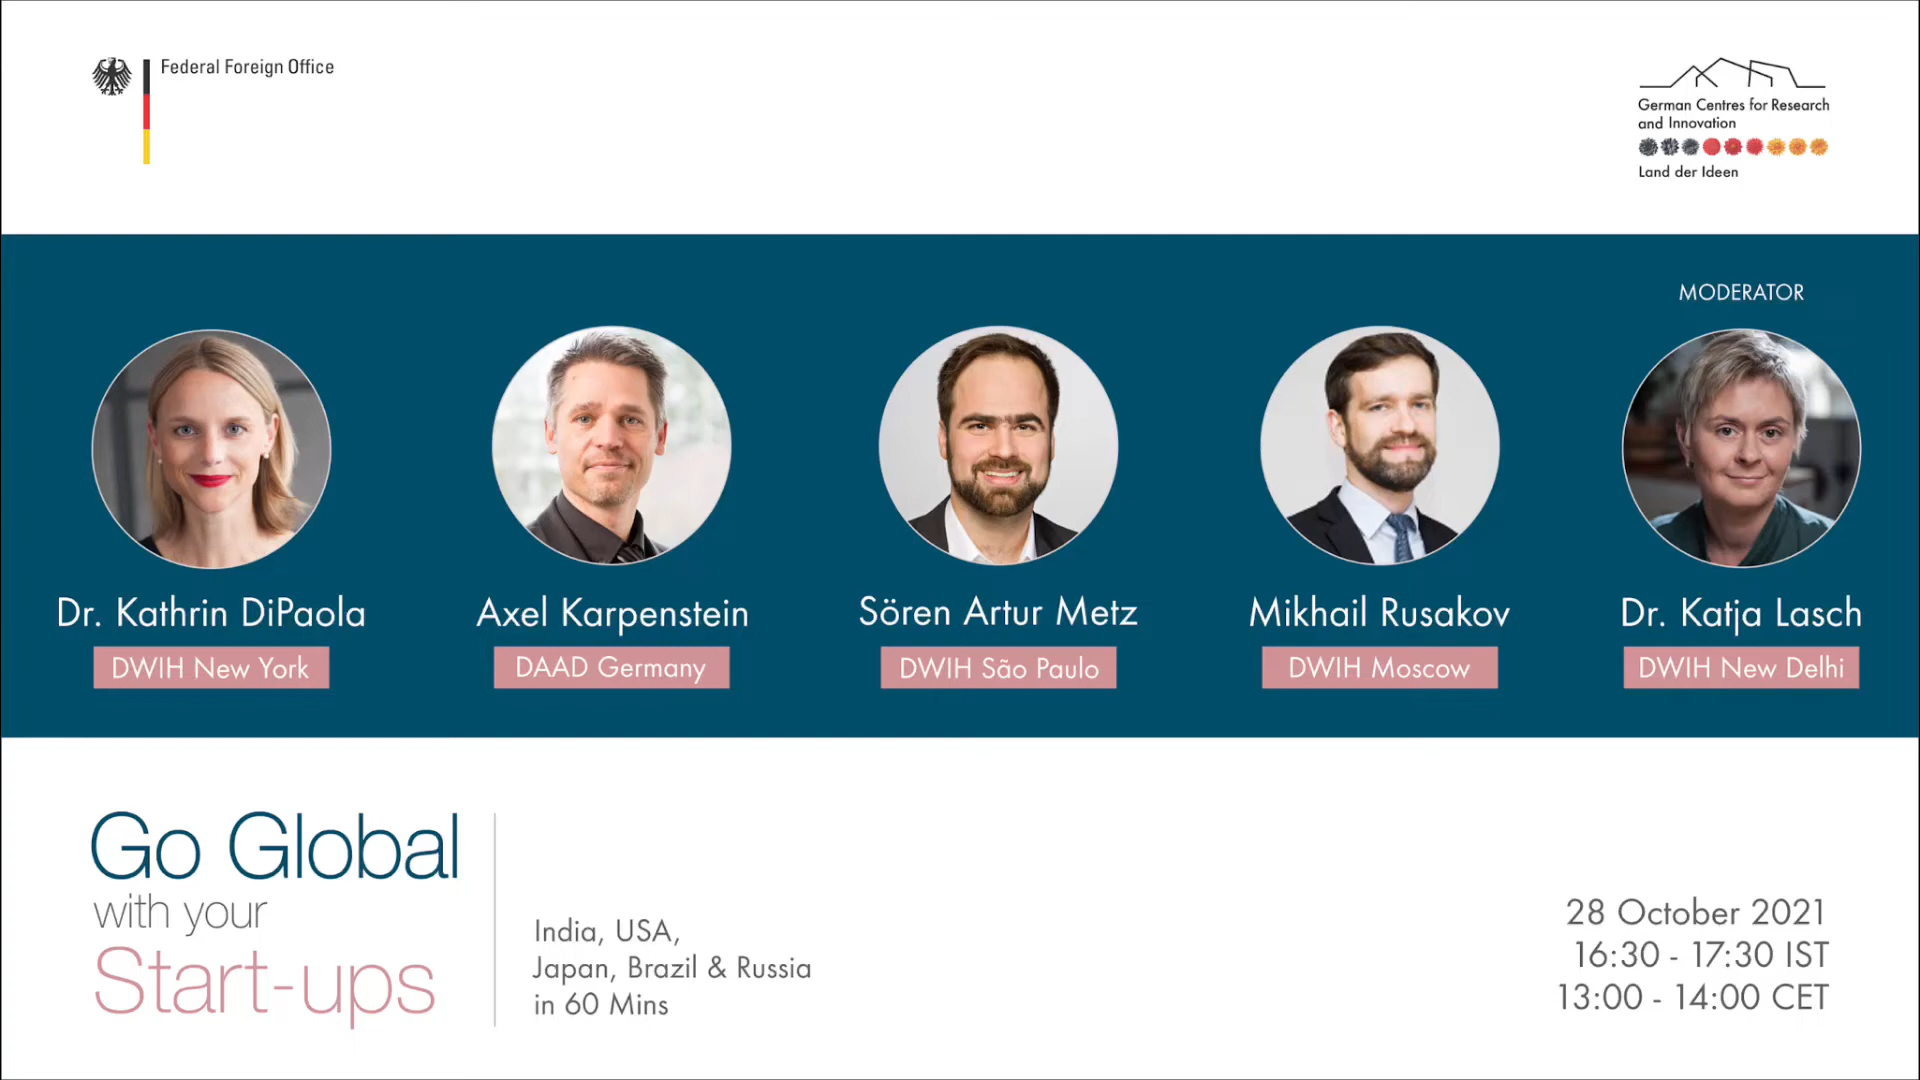 Federal Foreign Office
German Centres for Research
and Innovation
Land der Ideen
MODERATOR
Dr. Kathrin DiPaola
DWIH New York
Axel Karpenstein
DAAD Germany
Sören Artur Metz
DWIH São Paulo
Mikhail Rusakov
DWIH Moscow
Dr. Katja Lasch
DWIH New Delhi
Go Global
with your
Start-ups
India, USA,
Japan, Brazil & Russia
in 60 Mins
28 October 2021
16:30 - 17:30 IST
13:00 - 14:00 CET